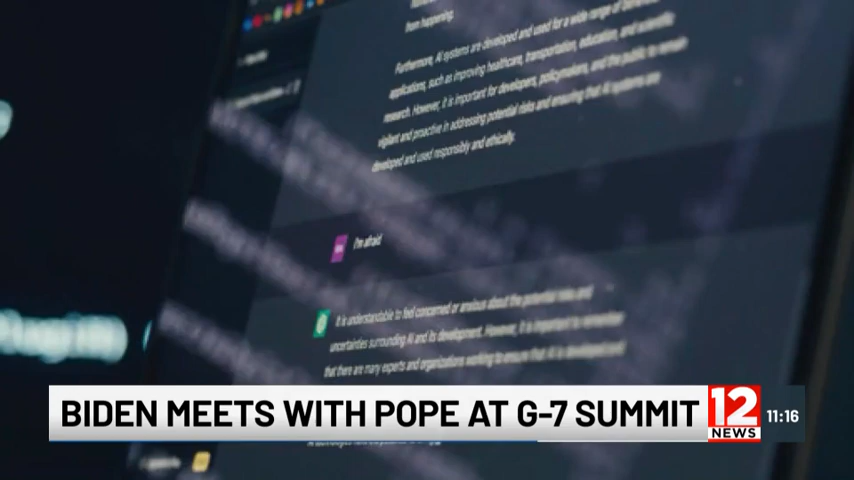 from happening.
Furthermore, AI systems are developed and used for a wide range of
applications, such as improving healthcare, transportation, education, and scientific
research. However, it is important for developers, policymakers, and the public to remain
vigilant and proactive in addressing potential risks and ensuring that AI systems are
developed and used responsibly and ethically.
I'm afraid
It is understandable to feel concerned or anxious about the potential risks and
uncertainties surrounding AI and its development. However, it is important to remember
that there are many experts and organizations working to ensure that AI is developed and
BIDEN MEETS WITH POPE AT G-7 SUMMIT
12
NEWS
11:16